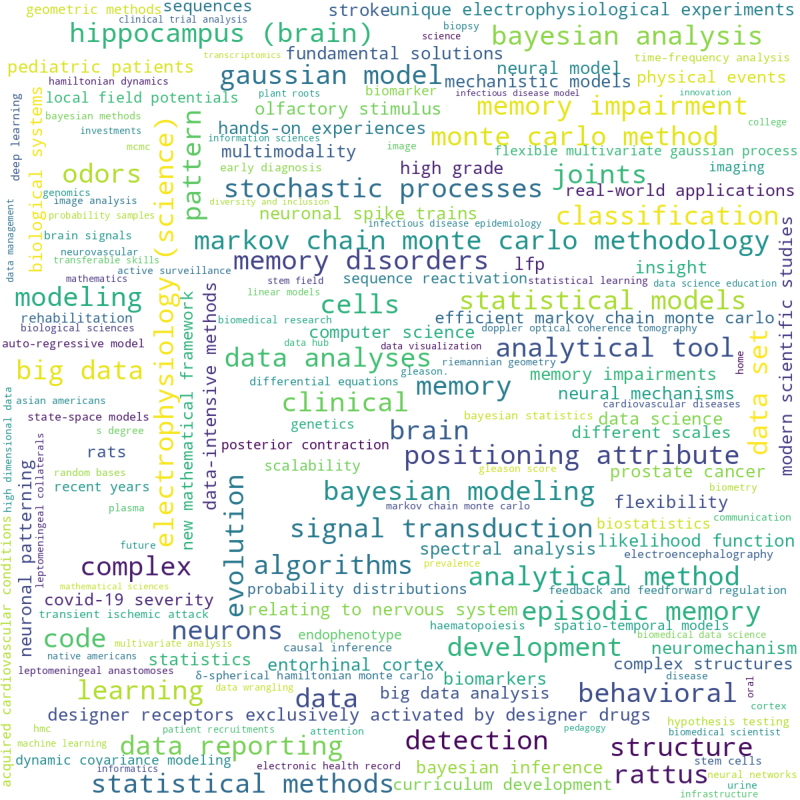 geometric methods
sequences
clinical trial analysis
stroke
unique electrophysiological experiments
hippocampus (brain)
biopsy
science
bayesian analysis
transcriptomics
fundamental solutions
time-frequency analysis
pediatric patients
gaussian model
neural model
physical events
hamiltonian dynamics
mechanistic models
local field potentials
plant roots
biomarker
infectious disease model
innovation
memory impairment
olfactory stimulus
bayesian methods
college
deep learning
biological systems
electrophysiology (science)
pattern
investments
hands-on experiences
monte carlo method
mcmc
information sciences
image
flexible multivariate gaussian process
multimodality
odors
early diagnosis
high grade
joints
imaging
genomics
stochastic processes
real-world applications
image analysis
diversity and inclusion
probability samples
neuronal spike trains
classification
infectious disease epidemiology
brain signals
data management
markov chain monte carlo methodology
neurovascular
transferable skills
memory disorders
lfp
insight
active surveillance
mathematics
stem field
sequence reactivation
statistical learning
data science education
modeling
linear models
cells
statistical models
rehabilitation
biomedical research
efficient markov chain monte carlo
biological sciences
computer science
doppler optical coherence tomography
auto-regressive model
data hub
data visualization
analytical tool
home
data set
modern scientific studies
data analyses
riemannian geometry
big data
gleason.
memory impairments
differential equations
memory
neural mechanisms
new mathematical framework
data-intensive methods
asian americans
clinical
cardiovascular diseases
genetics
bayesian statistics
data science
state-space models
s degree
brain
different scales
high dimensional data
leptomeningeal collaterals
rats
posterior contraction
positioning attribute
random bases
scalability
gleason score
prostate cancer
recent years
bayesian modeling
biometry
evolution
plasma
markov chain monte carlo
flexibility
neuronal patterning
signal transduction
biostatistics
communication
future
spectral analysis
likelihood function
complex
algorithms
prevalence
electroencephalography
mathematical sciences
analytical method
probability distributions
feedback and feedforward regulation
covid-19 severity
relating to nervous system
episodic memory
acquired cardiovascular conditions
transient ischemic attack
haematopoiesis
spatio-temporal models
code
neurons
endophenotype
development
biomedical data science
multivariate analysis
causal inference
neuromechanism
native americans
statistics
entorhinal cortex
complex structures
leptomeningeal anastomoses
δ-spherical hamiltonian monte carlo
biomarkers
disease
learning
data wrangling
data
big data analysis
behavioral
oral
cortex
designer receptors exclusively activated by designer drugs
hypothesis testing
hmc
patient recruitments
attention
pedagogy
biomedical scientist
machine learning
data reporting
detection
structure
dynamic covariance modeling
electronic health record
bayesian inference
stem cells
informatics
rattus
neural networks
statistical methods
curriculum development
urine
infrastructure